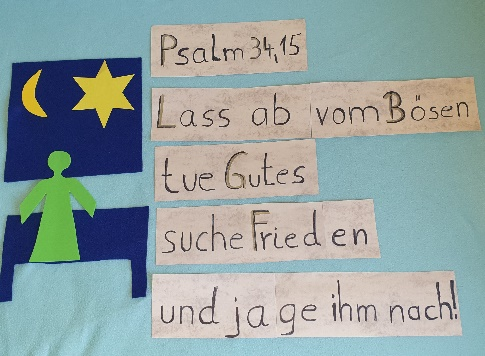 Psalm 34,15
Lass ab vom Bösen
tue Gutes
suche Frieden
und jage ihm nach!